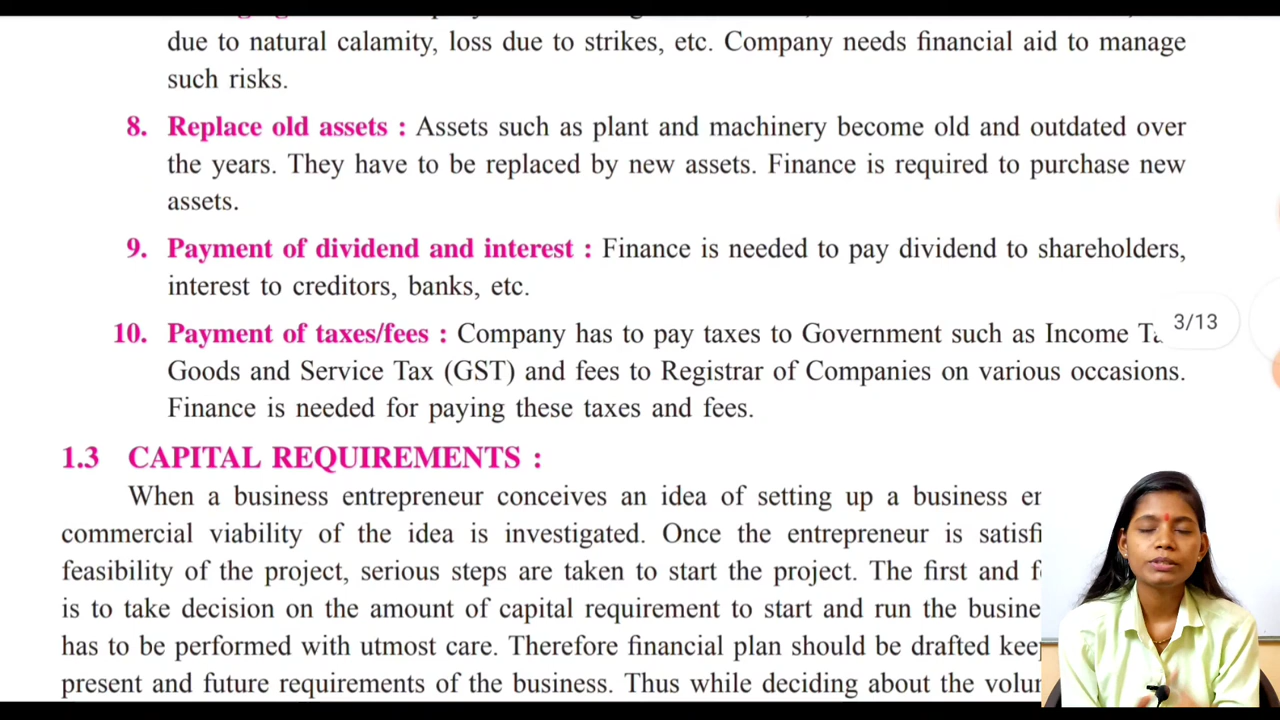 due to natural calamity, loss due to strikes, etc. Company needs financial aid to manage
such risks.
8. Replace old assets : Assets such as plant and machinery become old and outdated over
the years. They have to be replaced by new assets. Finance is required to purchase new
assets.
9. Payment of dividend and interest : Finance is needed to pay dividend to shareholders,
interest to creditors, banks, etc.
10. Payment of taxes/fees : Company has to pay taxes to Government such as Income
3/13
Goods and Service Tax (GST) and fees to Registrar of Companies on various occasions.
Finance is needed for paying these taxes and fees.
1.3 CAPITAL REQUIREMENTS :
When a business entrepreneur conceives an idea of setting up a business
commercial viability of the idea is investigated. Once the entrepreneur is
feasibility of the project, serious steps are taken to start the project. The first and
is to take decision on the amount of capital requirement to start and run the
has to be performed with utmost care. Therefore financial plan should be drafted
present and future requirements of the business. Thus while deciding about the